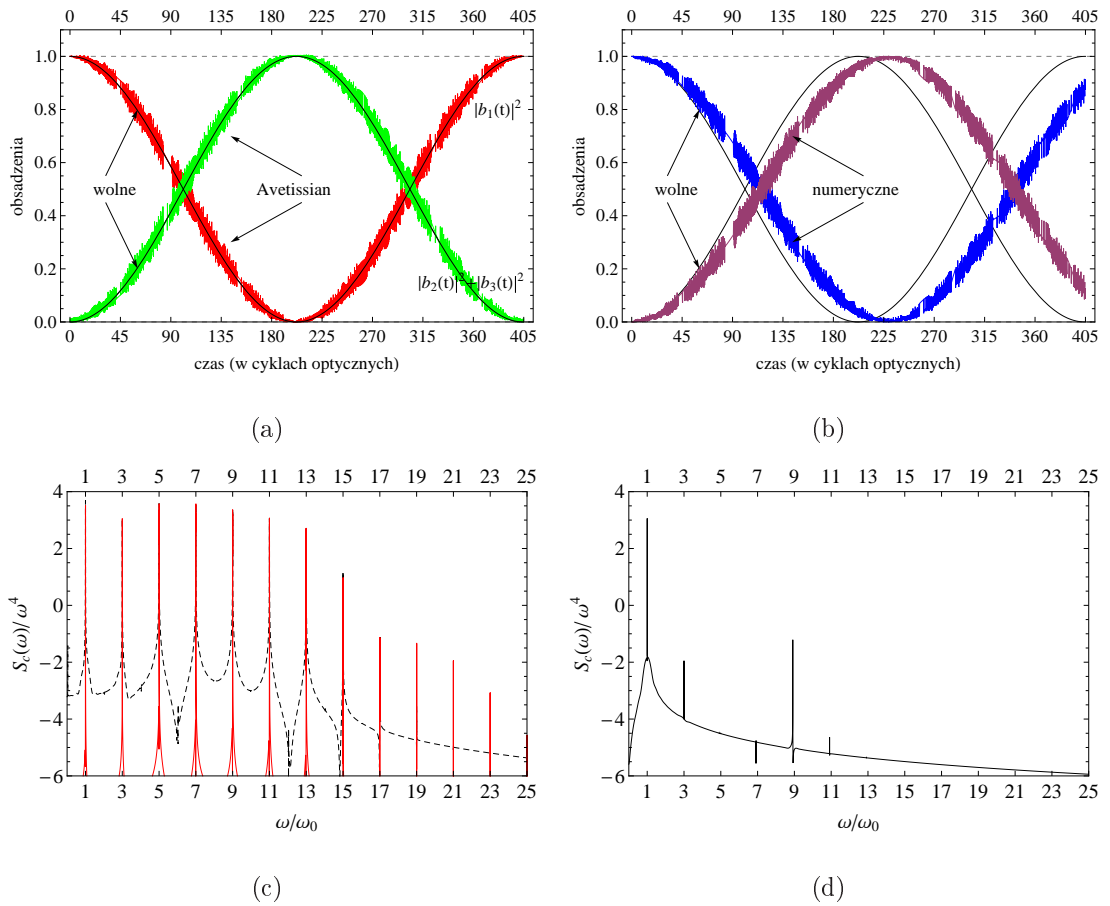 0 45 90 135 180 225 270 315 360 405
1.0
0.8
0.6
0.4
0.2
0.0
obsadzenia
wolne
Avetissian
|b₁(t)|²
|b₂(t)|²+|b₃(t)|²
0 45 90 135 180 225 270 315 360 405
czas (w cyklach optycznych)
(a)
0 45 90 135 180 225 270 315 360 405
1.0
0.8
0.6
0.4
0.2
0.0
obsadzenia
wolne
numeryczne
0 45 90 135 180 225 270 315 360 405
czas (w cyklach optycznych)
(b)
1 3 5 7 9 11 13 15 17 19 21 23 25
4
2
0
−2
−4
−6
S_c(ω)/ω⁴
1 3 5 7 9 11 13 15 17 19 21 23 25
ω/ω₀
(c)
1 3 5 7 9 11 13 15 17 19 21 23 25
4
2
0
−2
−4
−6
S_c(ω)/ω⁴
1 3 5 7 9 11 13 15 17 19 21 23 25
ω/ω₀
(d)